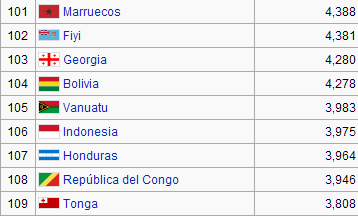 101 Marruecos 4,388
102 Fiyi 4,381
103 Georgia 4,280
104 Bolivia 4,278
105 Vanuatu 3,983
106 Indonesia 3,975
107 Honduras 3,964
108 República del Congo 3,946
109 Tonga 3,808